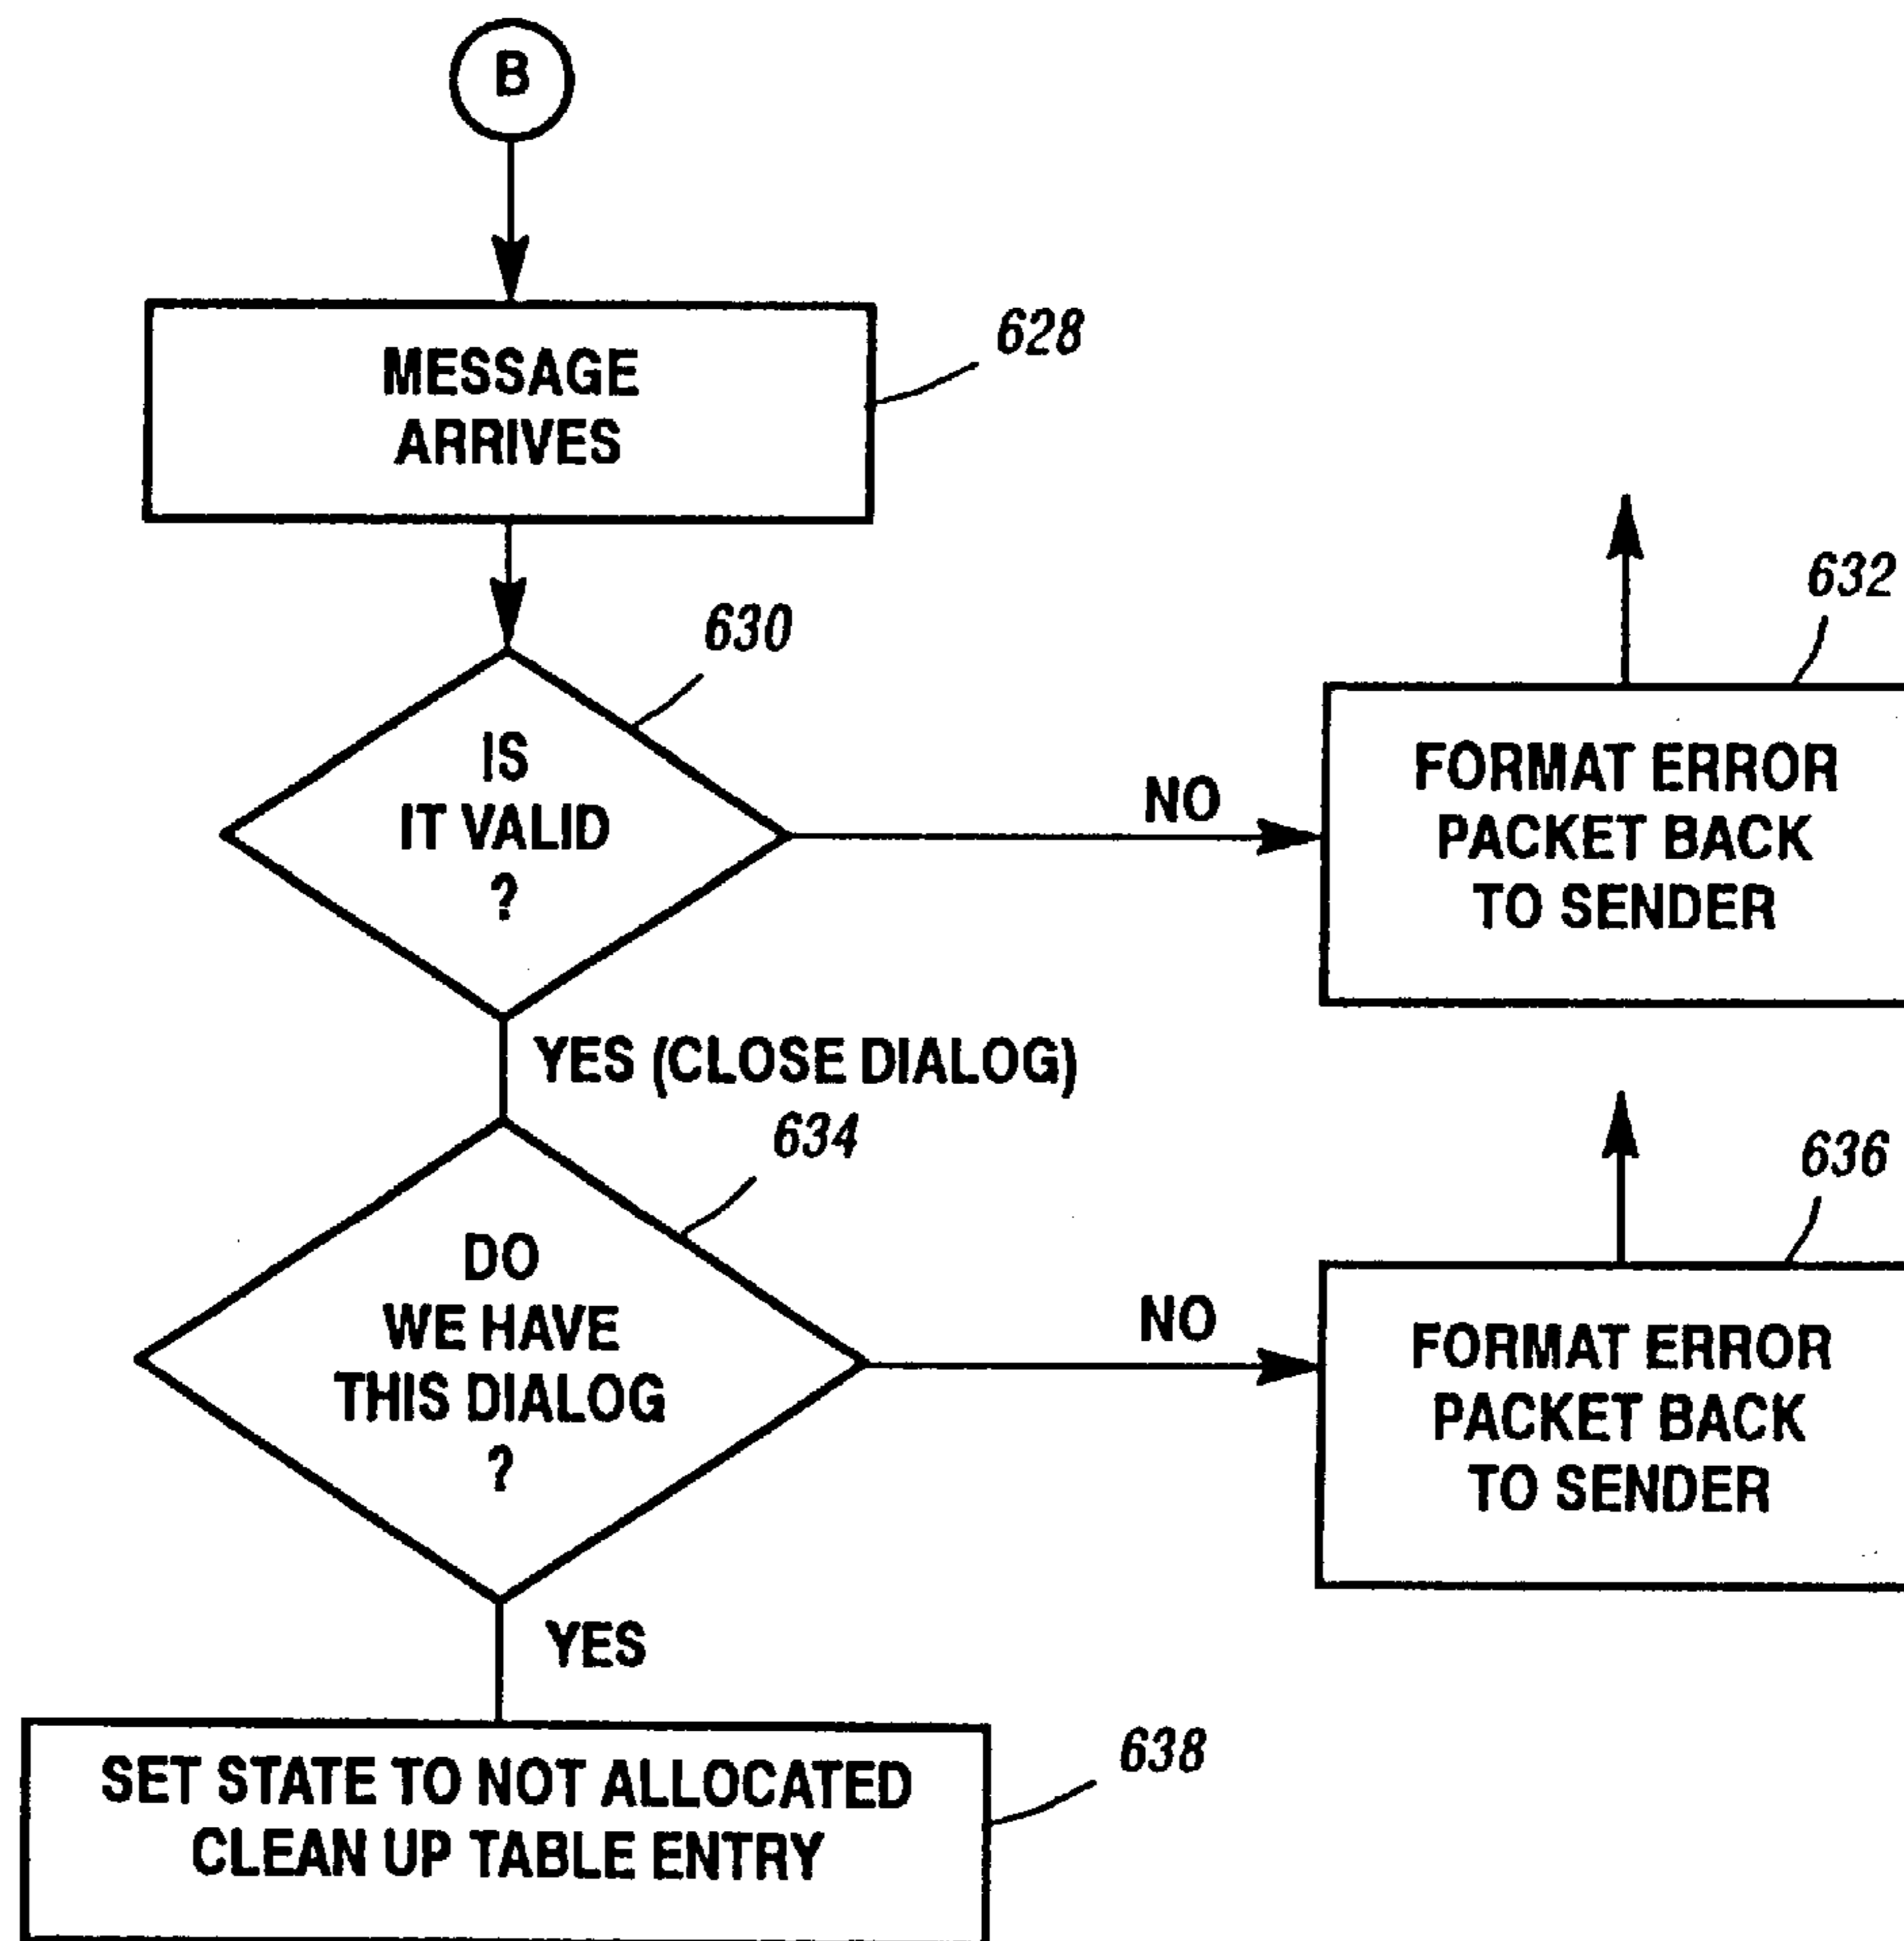 B
MESSAGE
ARRIVES
628
630
IS
IT VALID
?
NO
632
FORMAT ERROR
PACKET BACK
TO SENDER
YES (CLOSE DIALOG)
634
DO
WE HAVE
THIS DIALOG
?
NO
636
FORMAT ERROR
PACKET BACK
TO SENDER
YES
SET STATE TO NOT ALLOCATED
CLEAN UP TABLE ENTRY
638